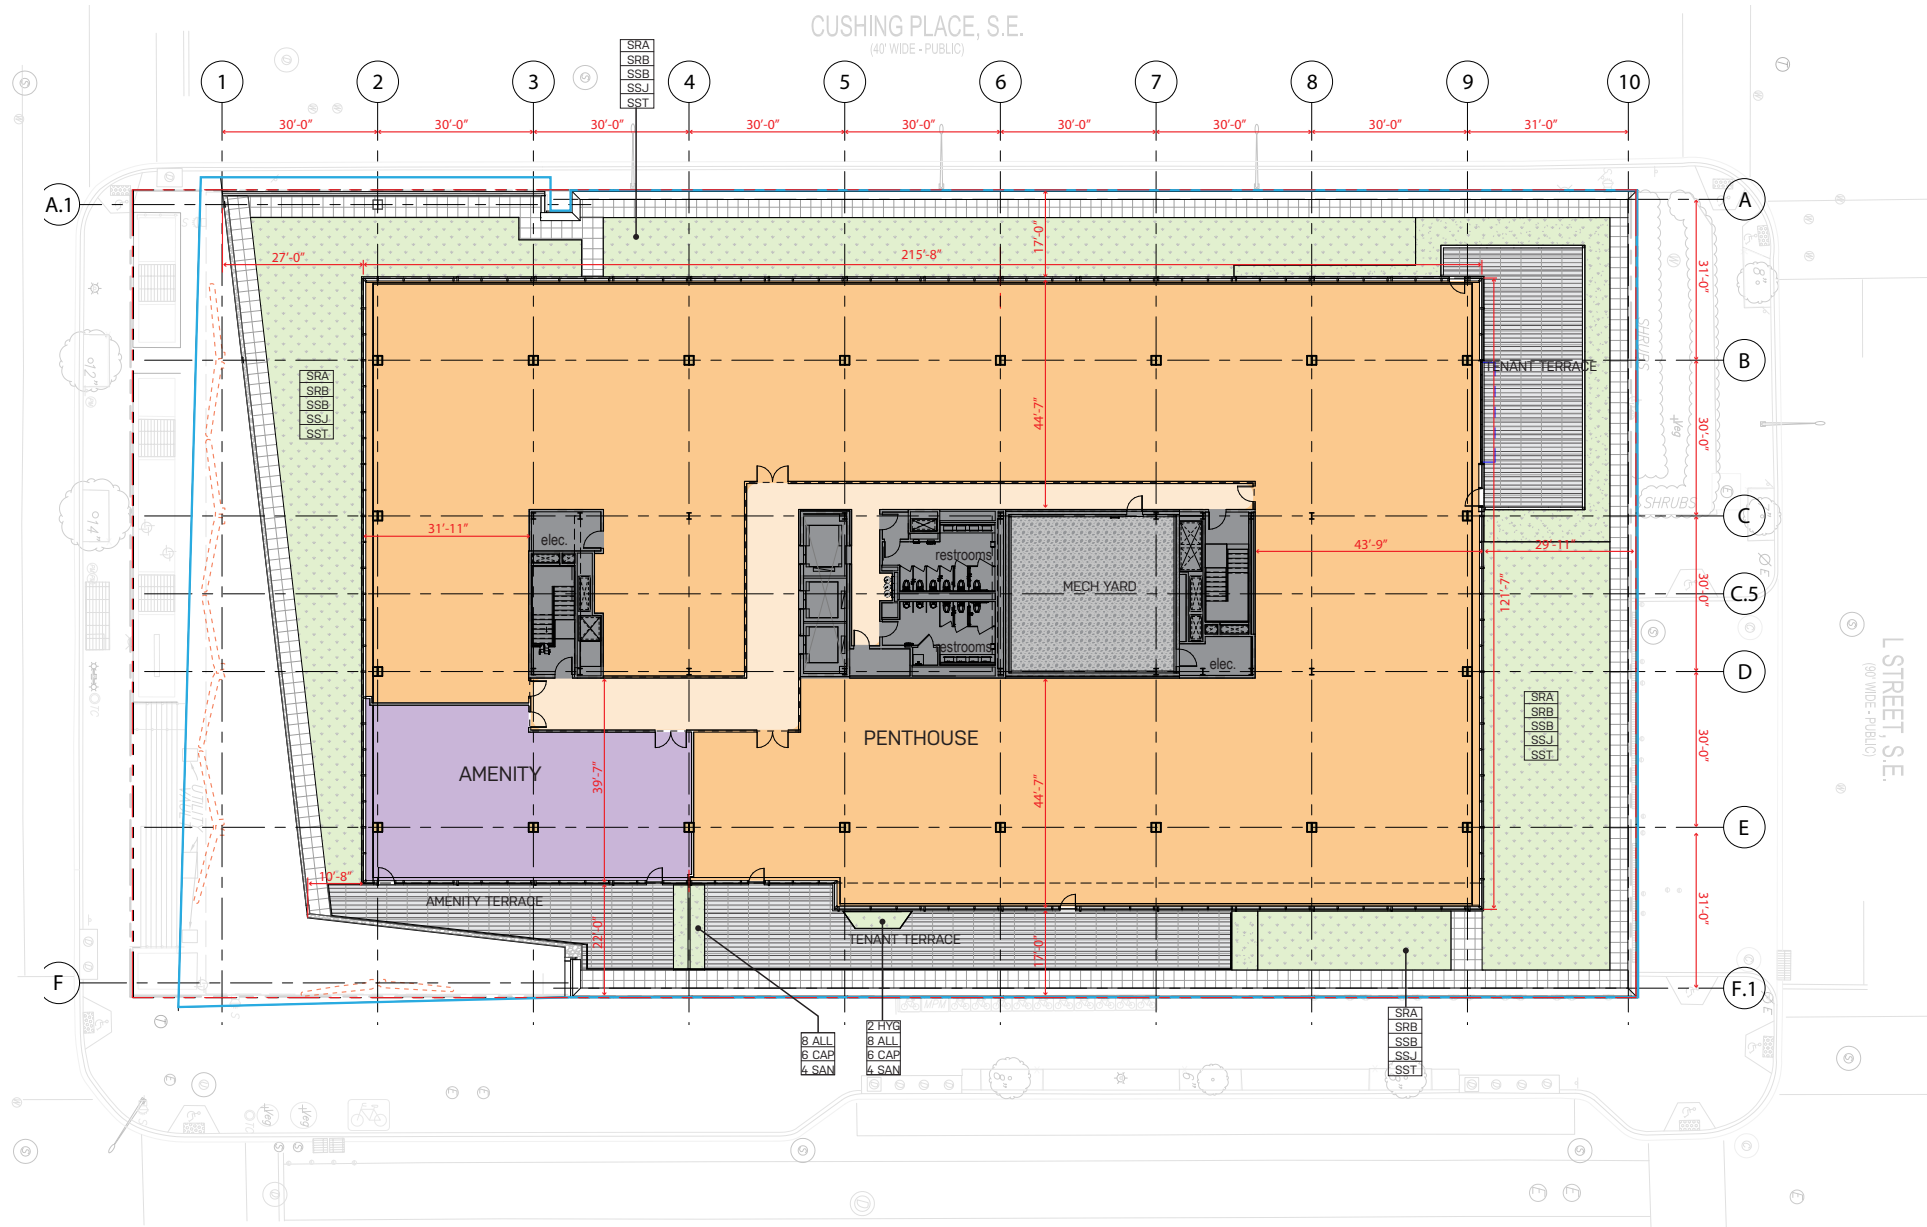 CUSHING PLACE, S.E.
(40' WIDE - PUBLIC)
SRA
SRB
SSB
SSJ
SST
1
2
3
4
5
6
7
8
9
10
30'-0"
30'-0"
30'-0"
30'-0"
30'-0"
30'-0"
30'-0"
30'-0"
31'-0"
A.1
A
17'-0"
27'-0"
215'-8"
31'-0"
8"
SHRUBS
B
TENANT TERRACE
12"
SRA
SRB
SSB
SSJ
SST
44'-7"
30'-0"
SHRUBS
14"
C
31'-11"
elec.
restrooms
43'-9"
29'-11"
MECH YARD
121'-7"
30'-0"
C.5
restrooms
elec.
D
L STREET, S.E.
(90' WIDE - PUBLIC)
SRA
SRB
SSB
SSJ
SST
PENTHOUSE
30'-0"
AMENITY
39'-7"
44'-7"
E
10'-8"
AMENITY TERRACE
22'-0"
TENANT TERRACE
17'-0"
31'-0"
F
F.1
8 ALL
6 CAP
4 SAN
2 HYG
8 ALL
6 CAP
4 SAN
SRA
SRB
SSB
SSJ
SST